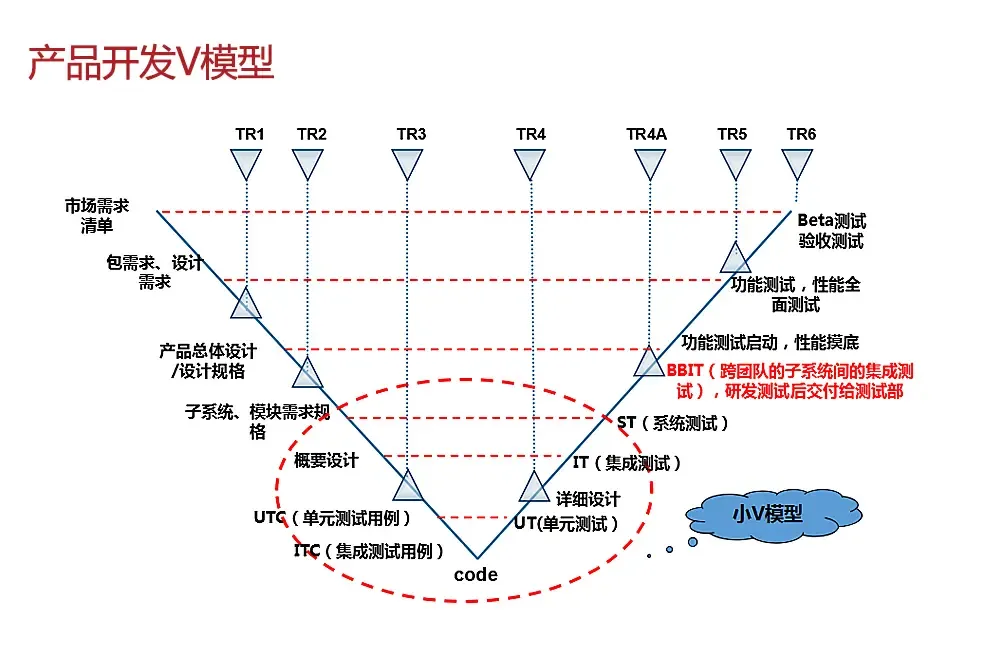 产品开发V模型
TR1 TR2 TR3 TR4 TR4A TR5 TR6
市场需求
清单
Beta测试
验收测试
包需求、设计
需求
功能测试，性能全
面测试
产品总体设计
/设计规格
功能测试启动，性能摸底
BBIT（跨团队的子系统间的集成测
试），研发测试后交付给测试部
子系统、模块需求规
格
ST（系统测试）
概要设计
IT（集成测试）
详细设计
UTC（单元测试用例）
UT(单元测试）
小V模型
ITC（集成测试用例）
code